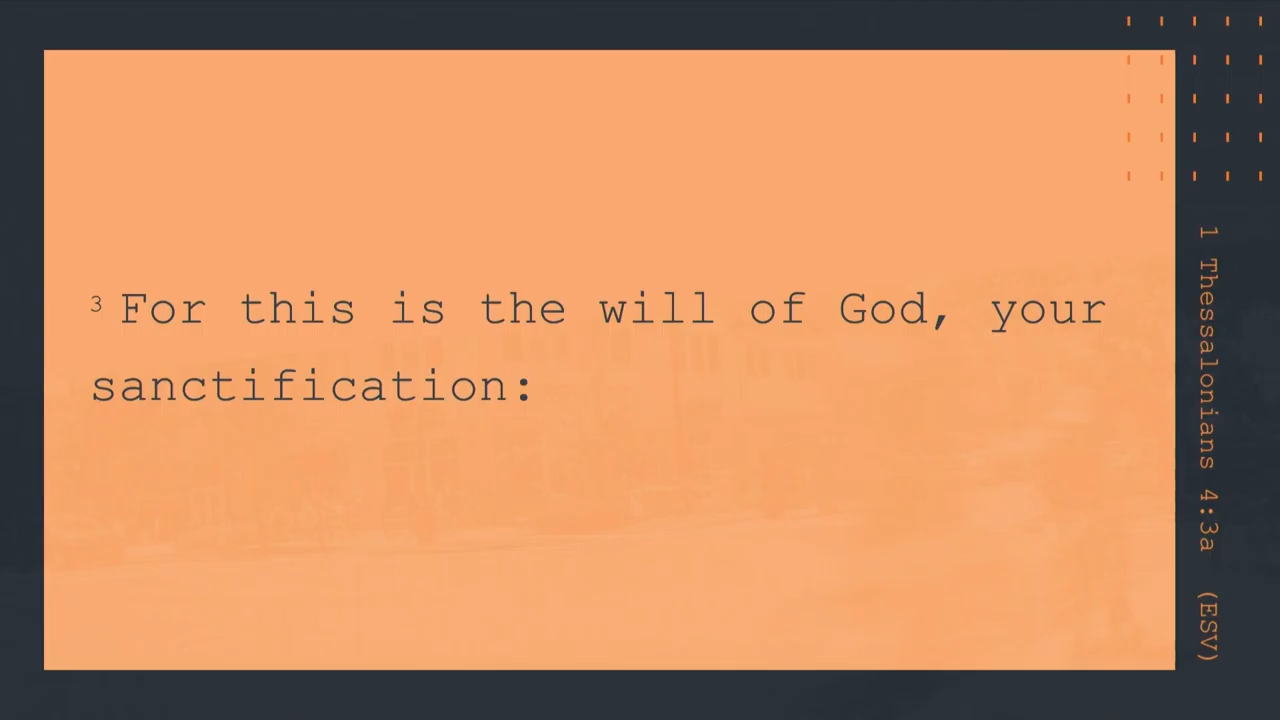 3 For this is the will of God, your
sanctification:
1 Thessalonians 4:3a (ESV)